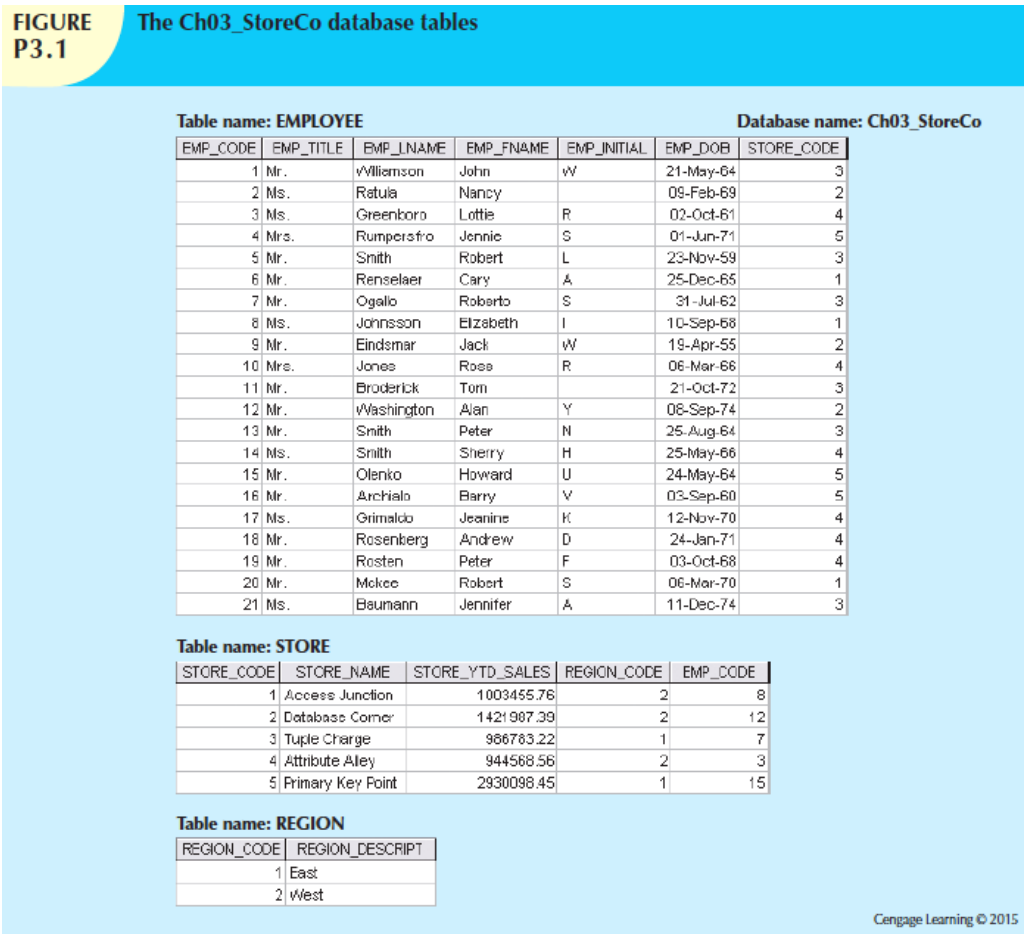 FIGURE P3.1
The Ch03_StoreCo database tables
Table name: EMPLOYEE
Database name: Ch03_StoreCo
EMP_CODE EMP_TITLE EMP_LNAME EMP_FNAME EMP_INITIAL EMP_DOB STORE_CODE
1 Mr. Williamson John W 21-May-64 3
2 Ms. Ratula Nancy 09-Feb-69 2
3 Ms. Greenboro Lottie R 02-Oct-61 4
4 Mrs. Rumpersfro Jennie S 01-Jun-71 5
5 Mr. Smith Robert L 23-Nov-59 3
6 Mr. Renselaer Cary A 25-Dec-65 1
7 Mr. Ogallo Roberto S 31-Jul-62 3
8 Ms. Johnsson Elizabeth I 10-Sep-68 1
9 Mr. Eindsmar Jack W 19-Apr-55 2
10 Mrs. Jones Rose R 06-Mar-66 4
11 Mr. Broderick Tom 21-Oct-72 3
12 Mr. Washington Alan Y 08-Sep-74 2
13 Mr. Smith Peter N 25-Aug-64 3
14 Ms. Smith Sherry H 25-May-66 4
15 Mr. Olenko Howard U 24-May-64 5
16 Mr. Archialo Barry V 03-Sep-60 5
17 Ms. Grimaldo Jeanine K 12-Nov-70 4
18 Mr. Rosenberg Andrew D 24-Jan-71 4
19 Mr. Rosten Peter F 03-Oct-68 4
20 Mr. Mckee Robert S 06-Mar-70 1
21 Ms. Baumann Jennifer A 11-Dec-74 3
Table name: STORE
STORE_CODE STORE_NAME STORE_YTD_SALES REGION_CODE EMP_CODE
1 Access Junction 1003455.76 2 8
2 Database Corner 1421987.39 2 12
3 Tuple Charge 986783.22 1 7
4 Attribute Alley 944568.56 2 3
5 Primary Key Point 2930098.45 1 15
Table name: REGION
REGION_CODE REGION_DESCRIPT
1 East
2 West
Cengage Learning © 2015